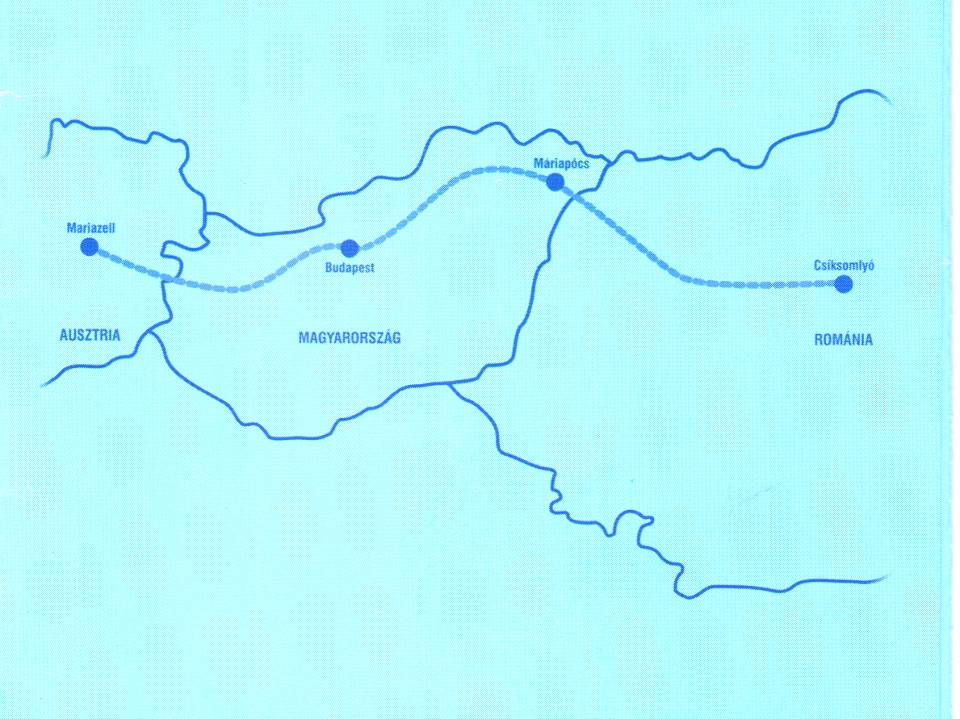 Máriapócs
Mariazell
Budapest
Csíksomlyó
AUSZTRIA
MAGYARORSZÁG
ROMÁNIA